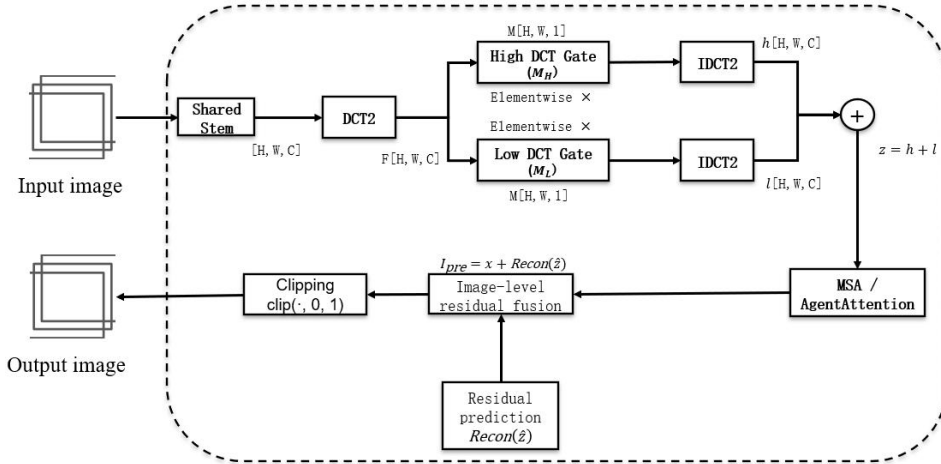 M[H, W, 1]
High DCT Gate
(M_H)
IDCT2
h[H, W, C]
Elementwise ×
Shared
Stem
DCT2
+
[H, W, C]
F[H, W, C]
Elementwise ×
z = h + l
Low DCT Gate
(M_L)
IDCT2
M[H, W, 1]
l[H, W, C]
Input image
I_pre = x + Recon(ẑ)
Clipping
clip(·, 0, 1)
Image-level
residual fusion
MSA /
AgentAttention
Output image
Residual
prediction
Recon(ẑ)